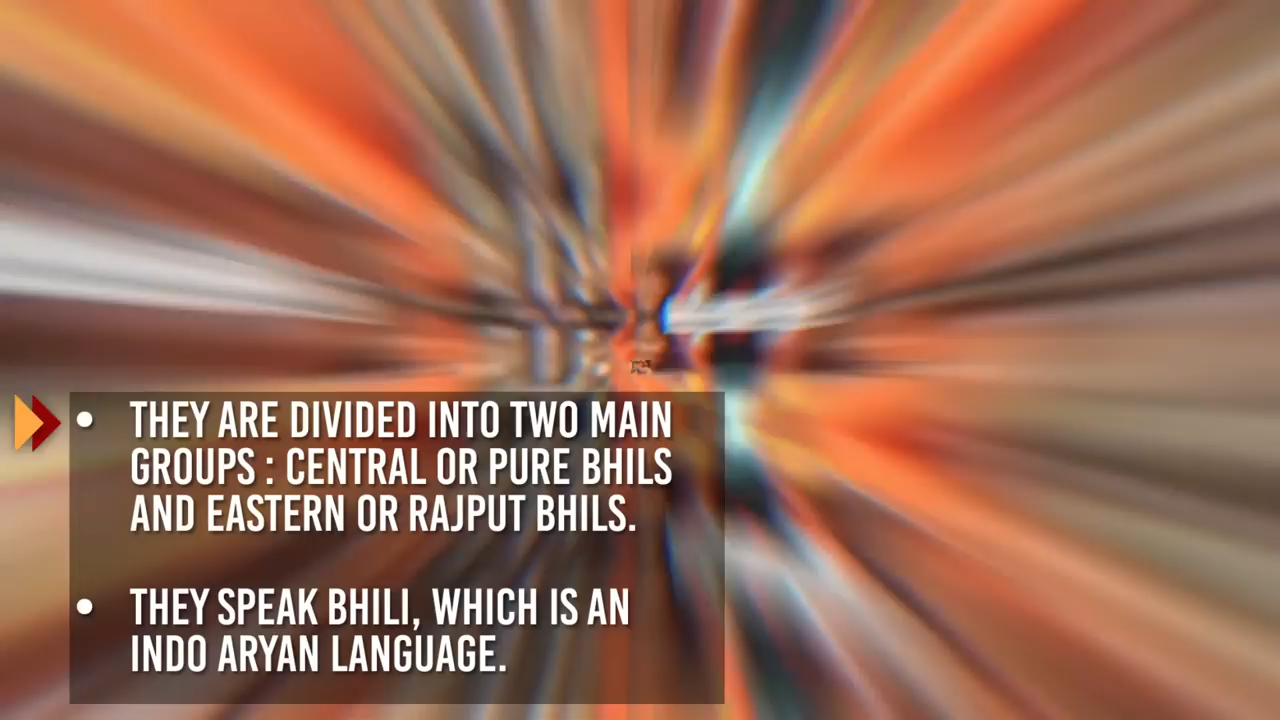 • THEY ARE DIVIDED INTO TWO MAIN
GROUPS : CENTRAL OR PURE BHILS
AND EASTERN OR RAJPUT BHILS.
• THEY SPEAK BHILI, WHICH IS AN
INDO ARYAN LANGUAGE.